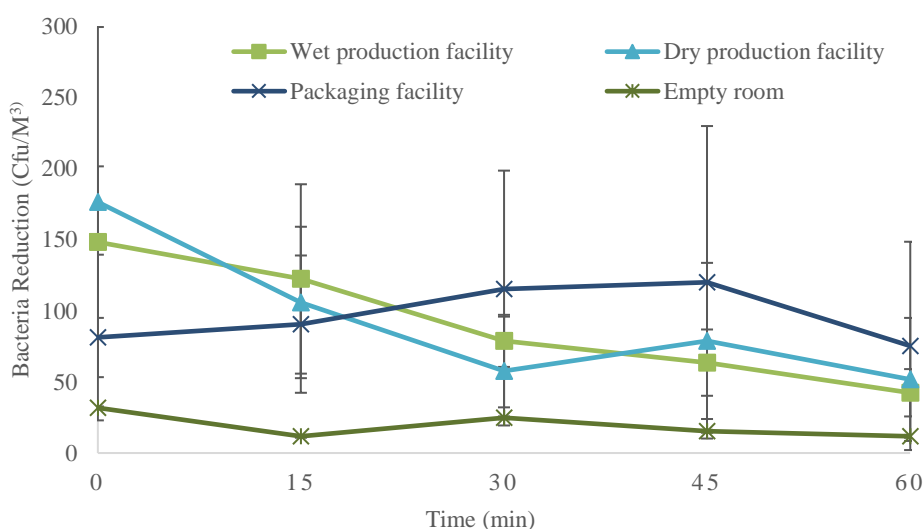 300
250
200
150
100
50
0
Bacteria Reduction (Cfu/M³)
Wet production facility
Dry production facility
Packaging facility
Empty room
0 15 30 45 60
Time (min)